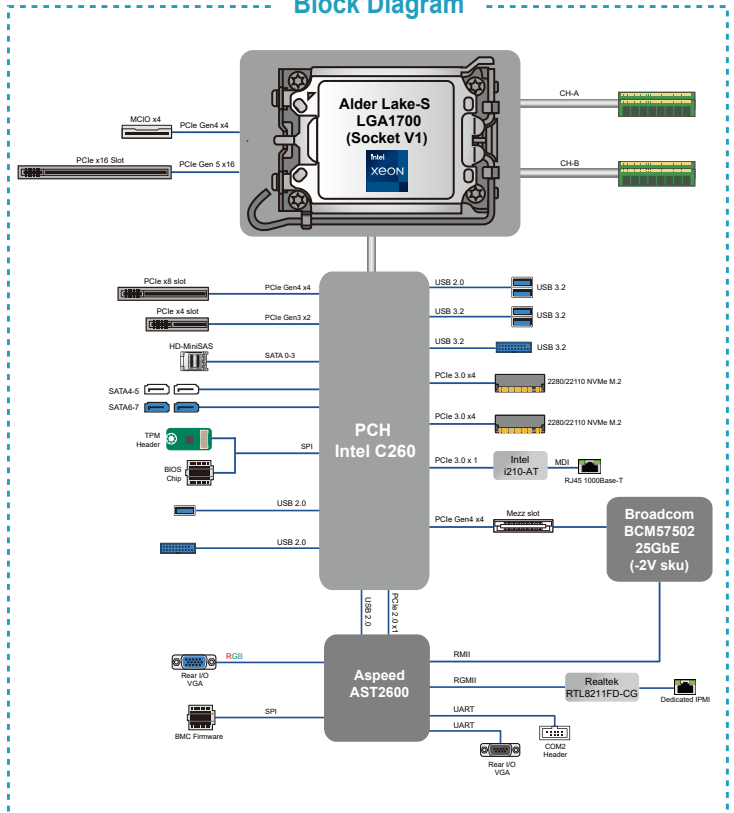 Block Diagram
Alder Lake-S
LGA1700
(Socket V1)
intel
XEON
MCIO x4
PCIe Gen4 x4
PCIe x16 Slot
PCIe Gen 5 x16
CH-A
CH-B
PCIe x8 slot
PCIe Gen4 x4
PCIe x4 slot
PCIe Gen3 x2
HD-MiniSAS
SATA 0-3
SATA4-5
SATA6-7
TPM
Header
SPI
BIOS
Chip
USB 2.0
USB 2.0
PCH
Intel C260
USB 2.0
USB 3.2
USB 3.2
USB 3.2
USB 3.2
USB 3.2
PCIe 3.0 x4
2280/22110 NVMe M.2
PCIe 3.0 x4
2280/22110 NVMe M.2
PCIe 3.0 x 1
Intel
i210-AT
MDI
RJ45 1000Base-T
PCIe Gen4 x4
Mezz slot
Broadcom
BCM57502
25GbE
(-2V sku)
USB 2.0
PCIe 2.0 x1
Aspeed
AST2600
RGB
Rear I/O
VGA
SPI
BMC Firmware
RMII
RGMII
Realtek
RTL8211FD-CG
Dedicated IPMI
UART
UART
COM2
Header
Rear I/O
VGA